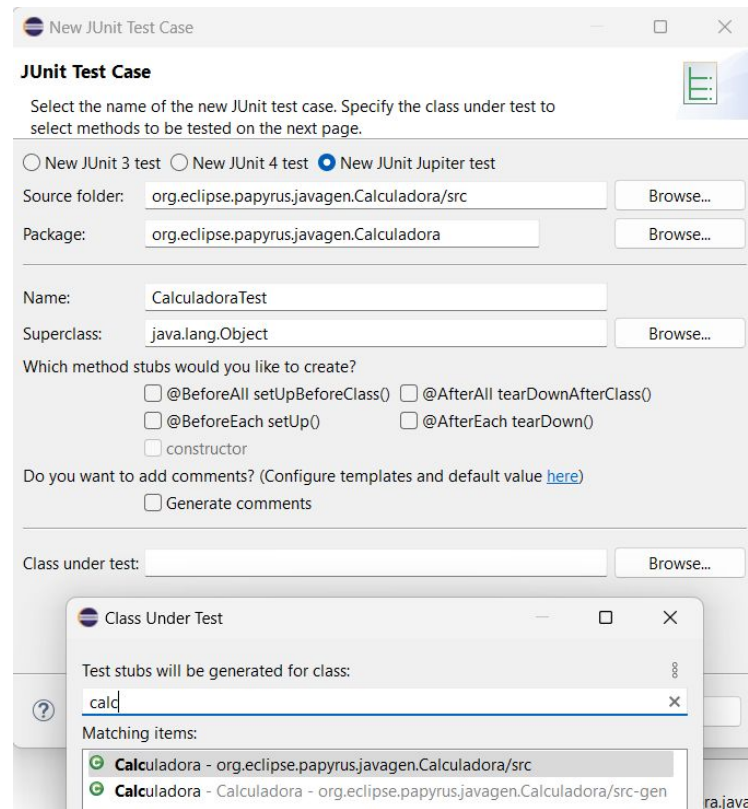 New JUnit Test Case
JUnit Test Case
Select the name of the new JUnit test case. Specify the class under test to
select methods to be tested on the next page.
New JUnit 3 test New JUnit 4 test New JUnit Jupiter test
Source folder: org.eclipse.papyrus.javagen.Calculadora/src Browse...
Package: org.eclipse.papyrus.javagen.Calculadora Browse...
Name: CalculadoraTest
Superclass: java.lang.Object Browse...
Which method stubs would you like to create?
@BeforeAll setUpBeforeClass() @AfterAll tearDownAfterClass()
@BeforeEach setUp() @AfterEach tearDown()
constructor
Do you want to add comments? (Configure templates and default value here)
Generate comments
Class under test: Browse...
Class Under Test
Test stubs will be generated for class:
calc
Matching items:
Calculadora - org.eclipse.papyrus.javagen.Calculadora/src
Calculadora - Calculadora - org.eclipse.papyrus.javagen.Calculadora/src-gen
ra.java